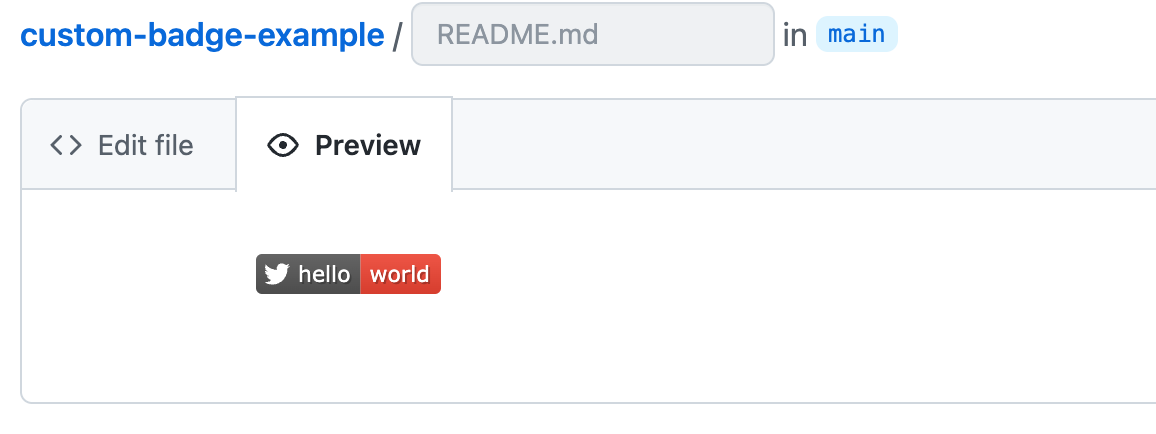 custom-badge-example / README.md in main
<> Edit file Preview
hello world